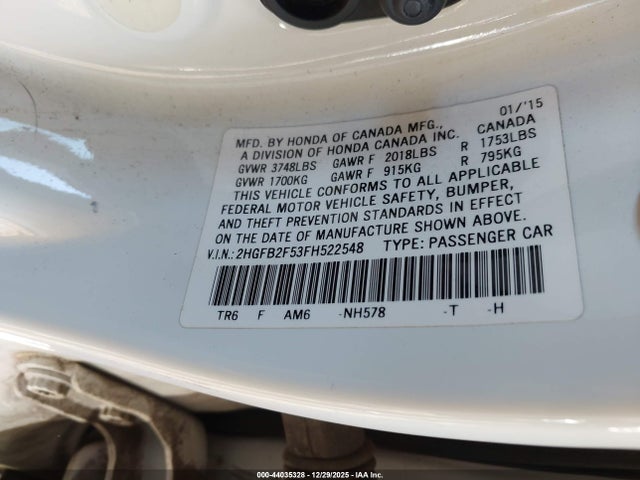 01/'15
MFD. BY HONDA OF CANADA MFG., CANADA
A DIVISION OF HONDA CANADA INC.
GVWR 3748LBS GAWR F 2018LBS R 1753LBS
GVWR 1700KG GAWR F 915KG R 795KG
THIS VEHICLE CONFORMS TO ALL APPLICABLE
FEDERAL MOTOR VEHICLE SAFETY, BUMPER,
AND THEFT PREVENTION STANDARDS IN EFFECT
ON THE DATE OF MANUFACTURE SHOWN ABOVE.
V.I.N.: 2HGFB2F53FH522548 TYPE: PASSENGER CAR
TR6 F AM6 -NH578 -T -H
000-44035328 - 12/29/2025 - IAA Inc.